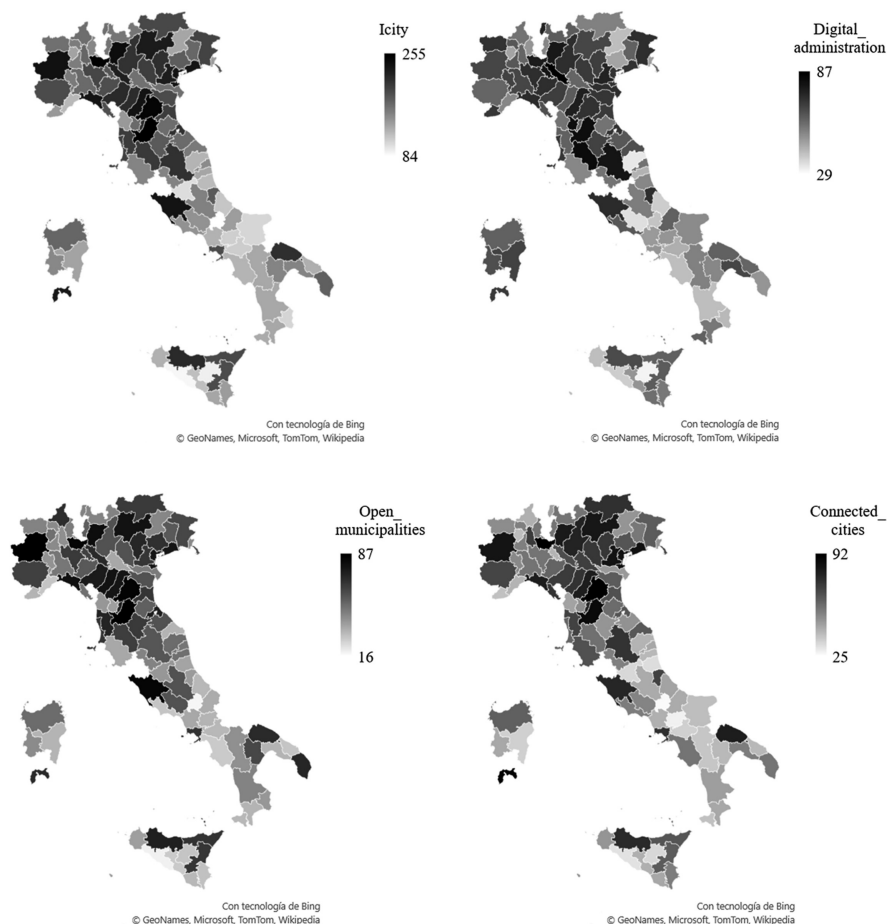 Icity
255
84
Con tecnología de Bing
© GeoNames, Microsoft, TomTom, Wikipedia
Digital_
administration
87
29
Con tecnología de Bing
© GeoNames, Microsoft, TomTom, Wikipedia
Open_
municipalities
87
16
Con tecnología de Bing
© GeoNames, Microsoft, TomTom, Wikipedia
Connected_
cities
92
25
Con tecnología de Bing
© GeoNames, Microsoft, TomTom, Wikipedia